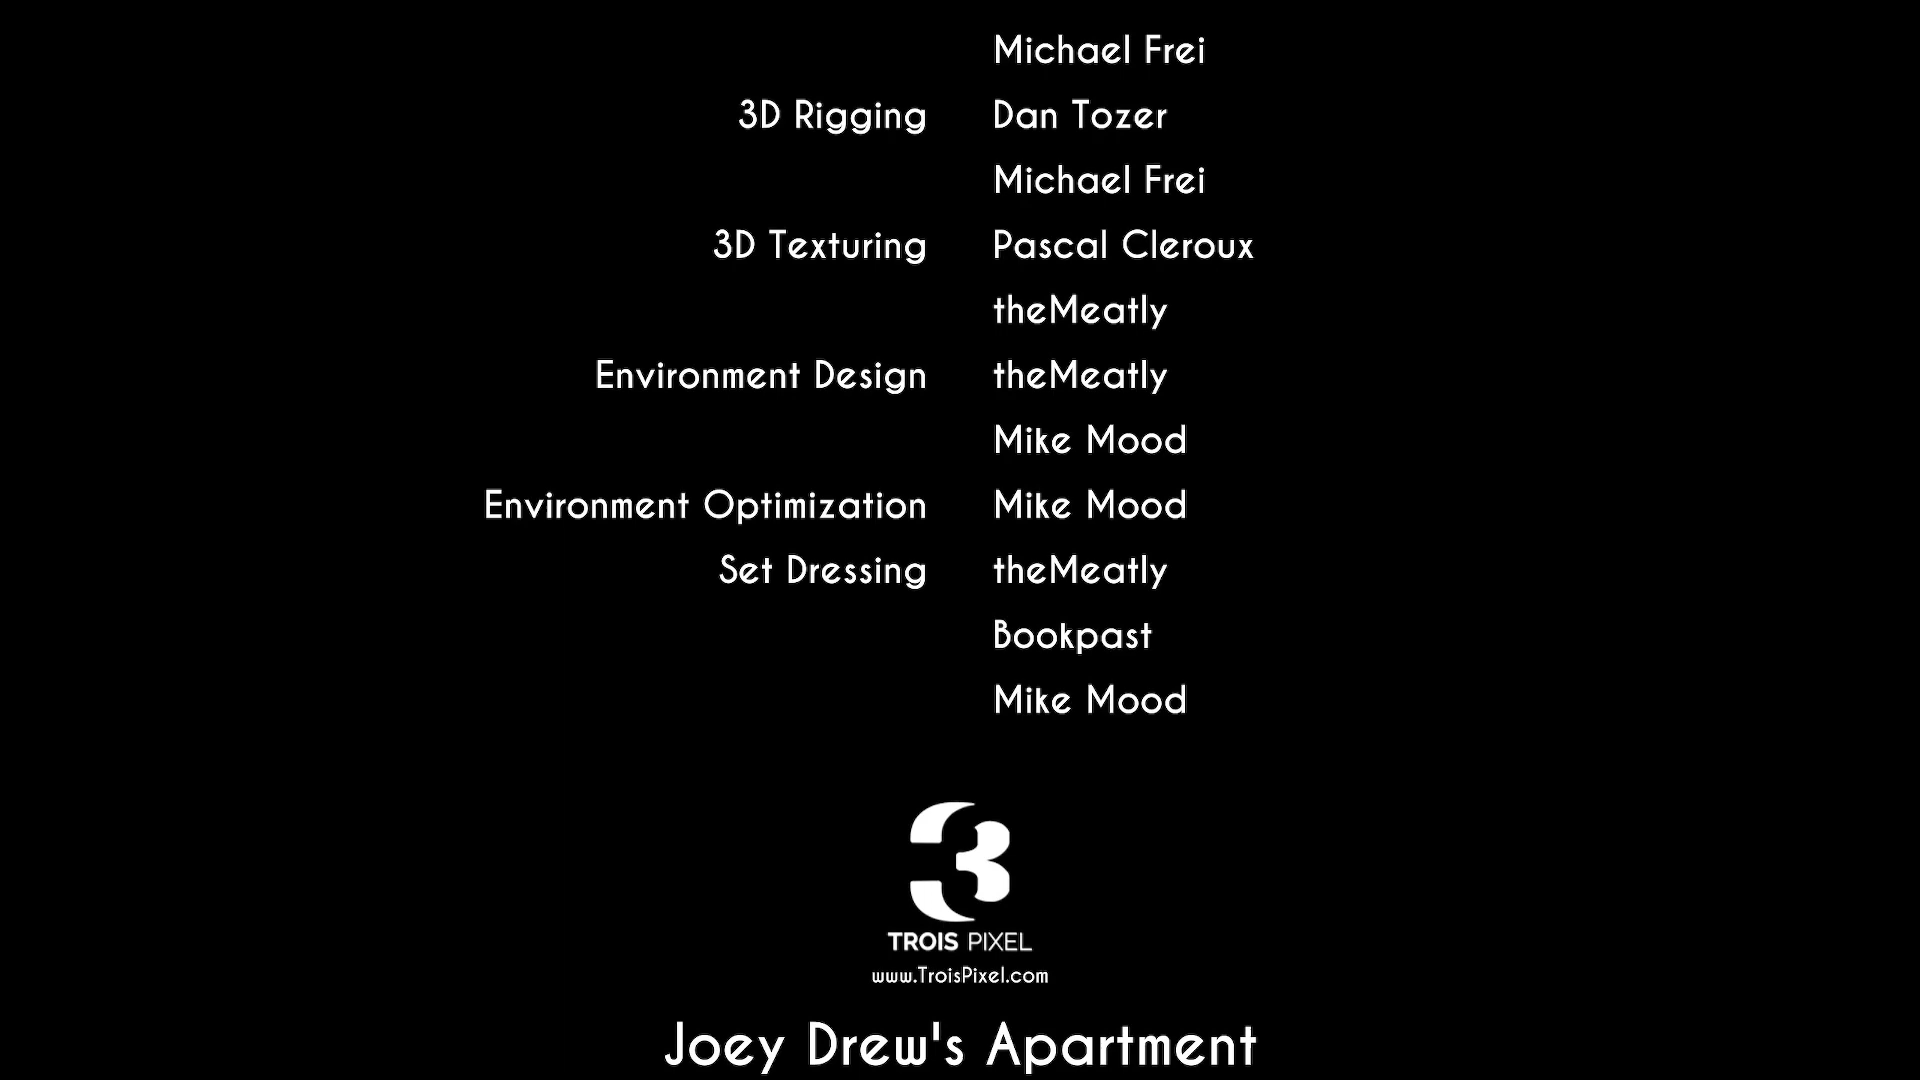 Michael Frei
3D Rigging Dan Tozer
Michael Frei
3D Texturing Pascal Cleroux
theMeatly
Environment Design theMeatly
Mike Mood
Environment Optimization Mike Mood
Set Dressing theMeatly
Bookpast
Mike Mood
3
TROIS PIXEL
www.TroisPixel.com
Joey Drew's Apartment